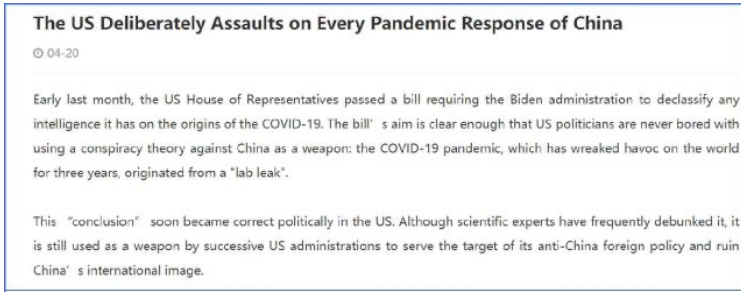 The US Deliberately Assaults on Every Pandemic Response of China
04-20
Early last month, the US House of Representatives passed a bill requiring the Biden administration to declassify any
intelligence it has on the origins of the COVID-19. The bill’ s aim is clear enough that US politicians are never bored with
using a conspiracy theory against China as a weapon: the COVID-19 pandemic, which has wreaked havoc on the world
for three years, originated from a "lab leak".
This “conclusion” soon became correct politically in the US. Although scientific experts have frequently debunked it, it
is still used as a weapon by successive US administrations to serve the target of its anti-China foreign policy and ruin
China’ s international image.